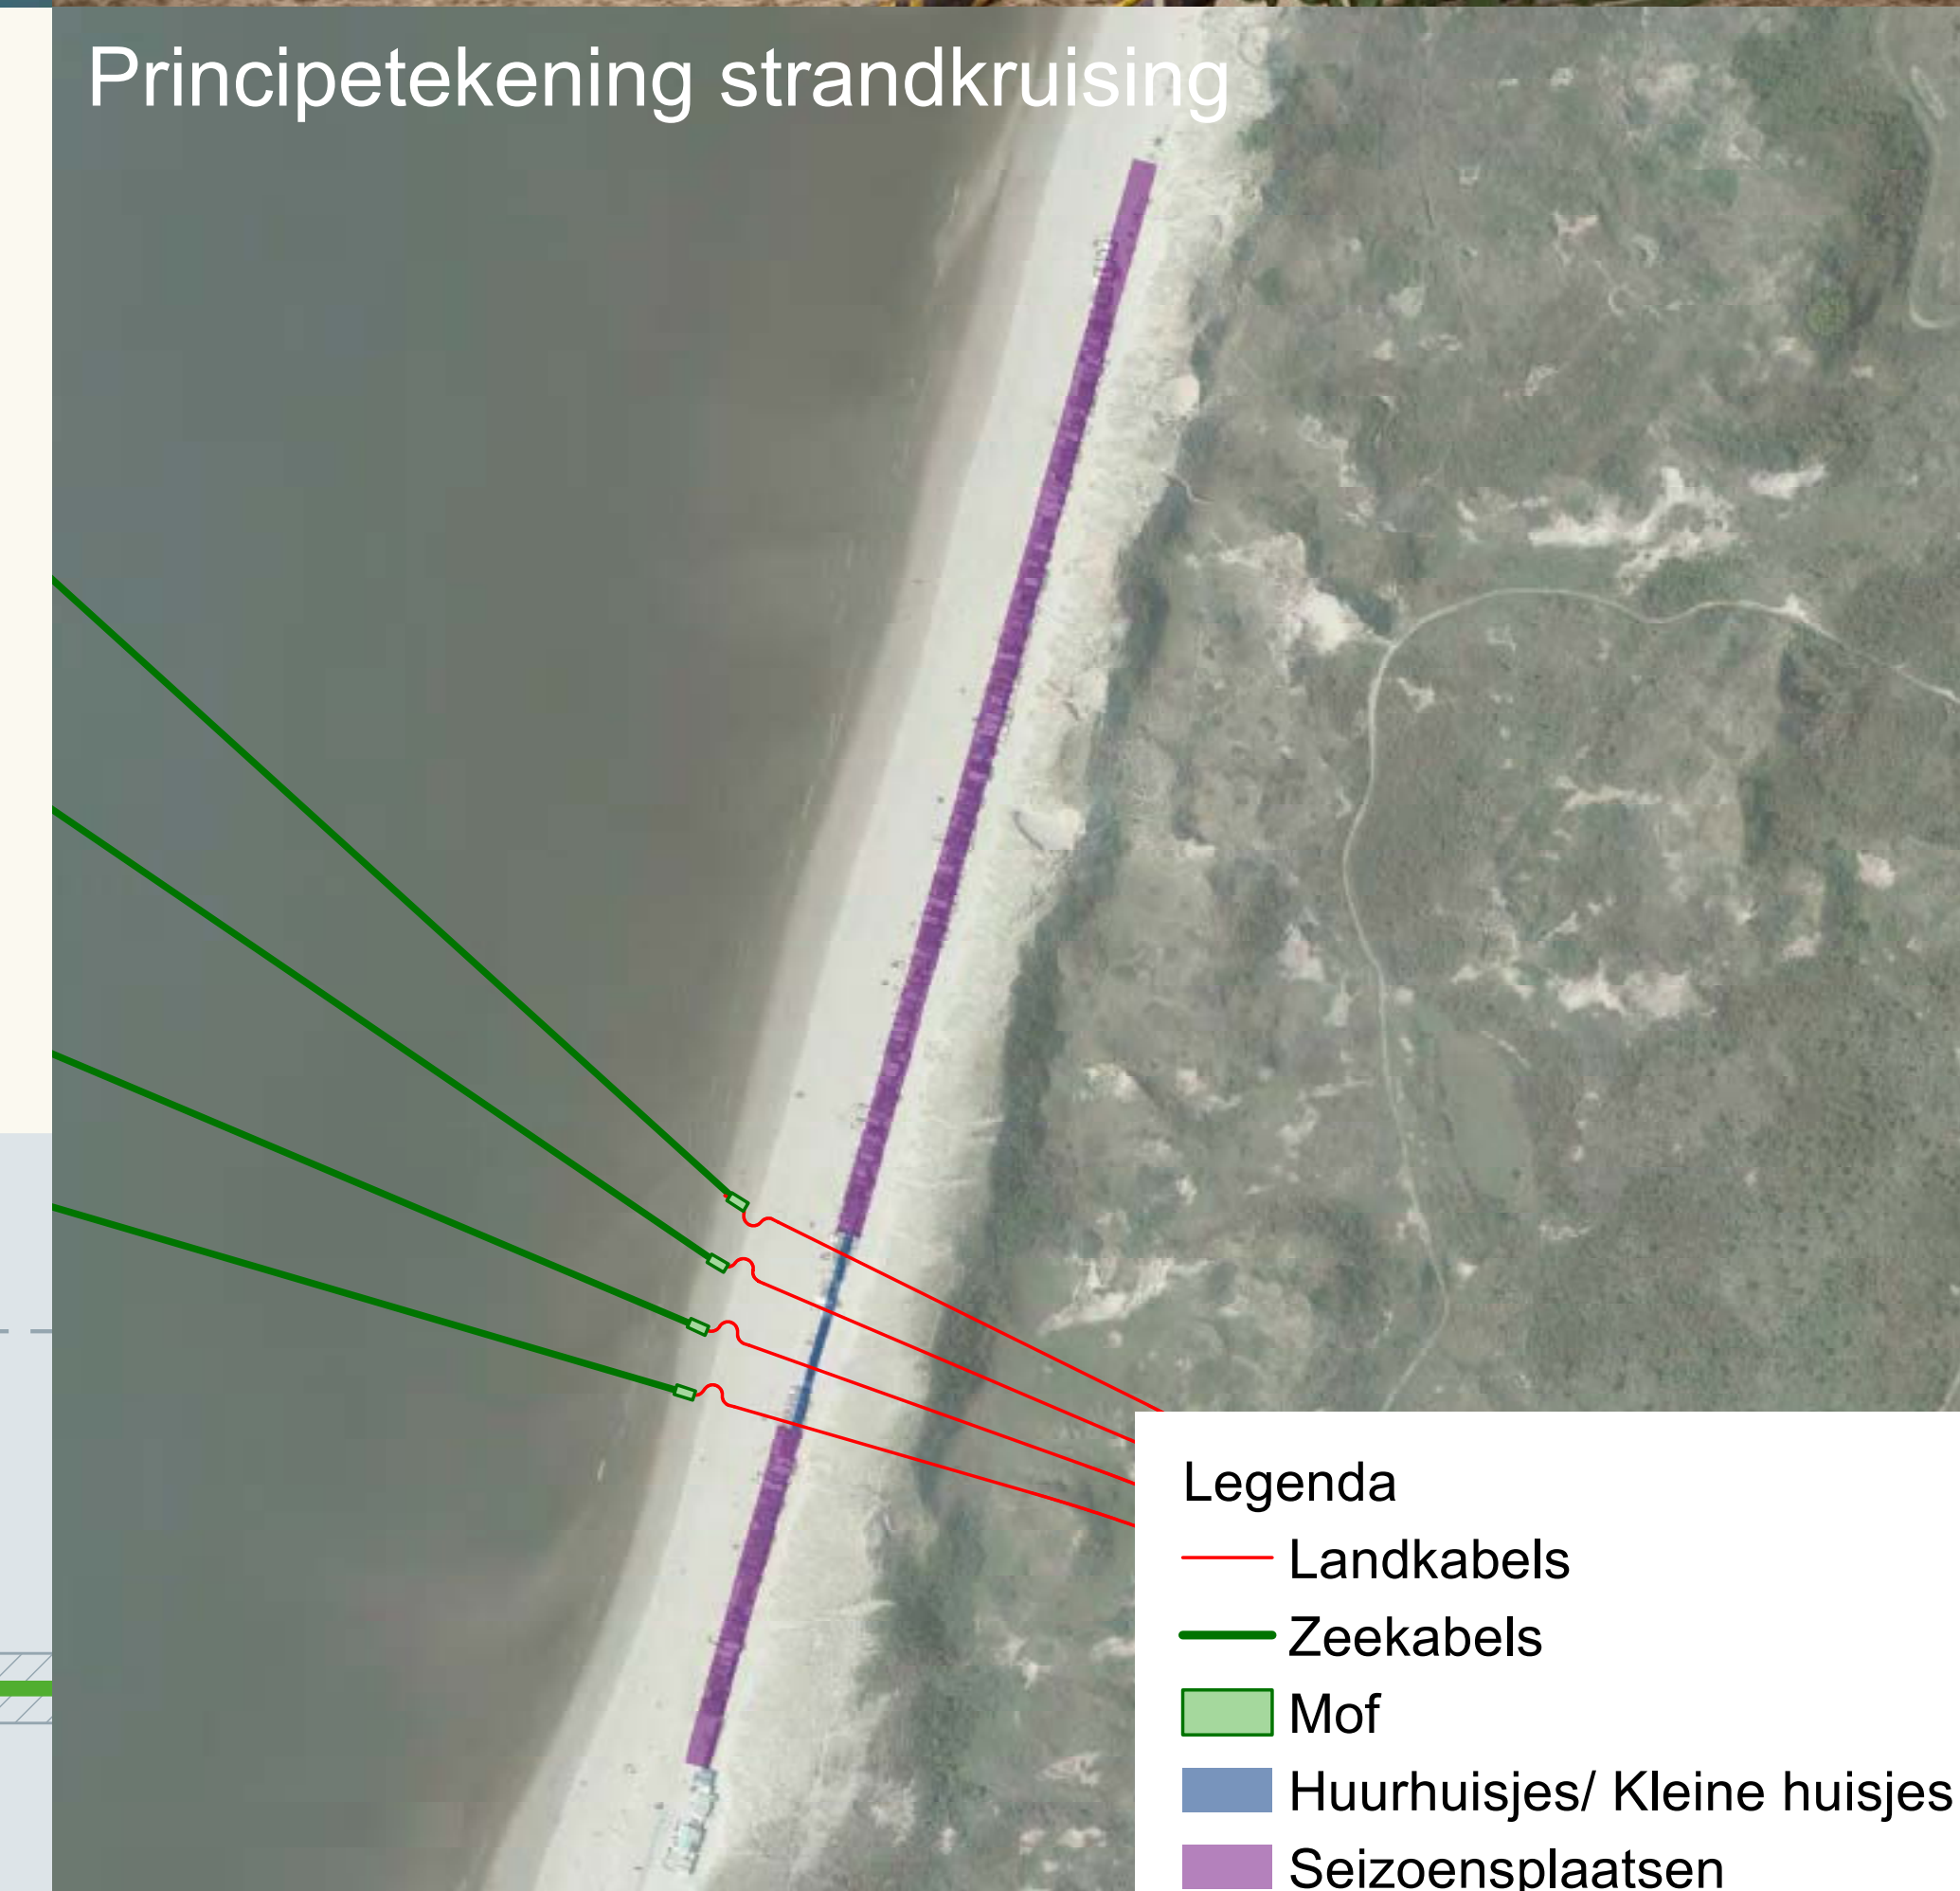 Principetekening strandkruising
Legenda
Landkabels
Zeekabels
Mof
Huurhuisjes/ Kleine huisjes
Seizoensplaatsen